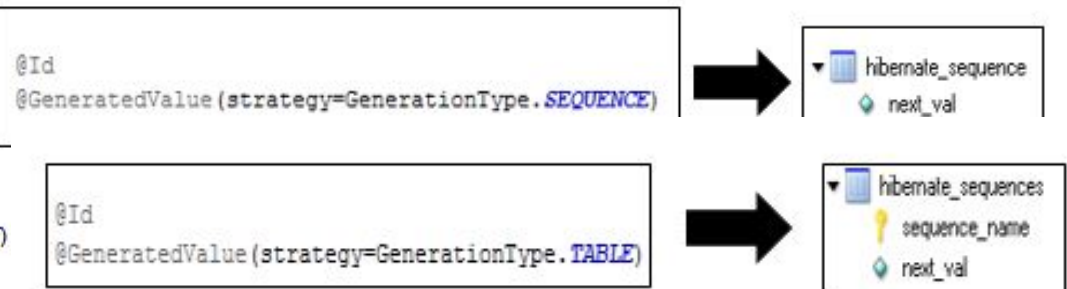 @Id
@GeneratedValue(strategy=GenerationType.SEQUENCE)
hibernate_sequence
next_val
)
@Id
@GeneratedValue(strategy=GenerationType.TABLE)
hibernate_sequences
sequence_name
next_val